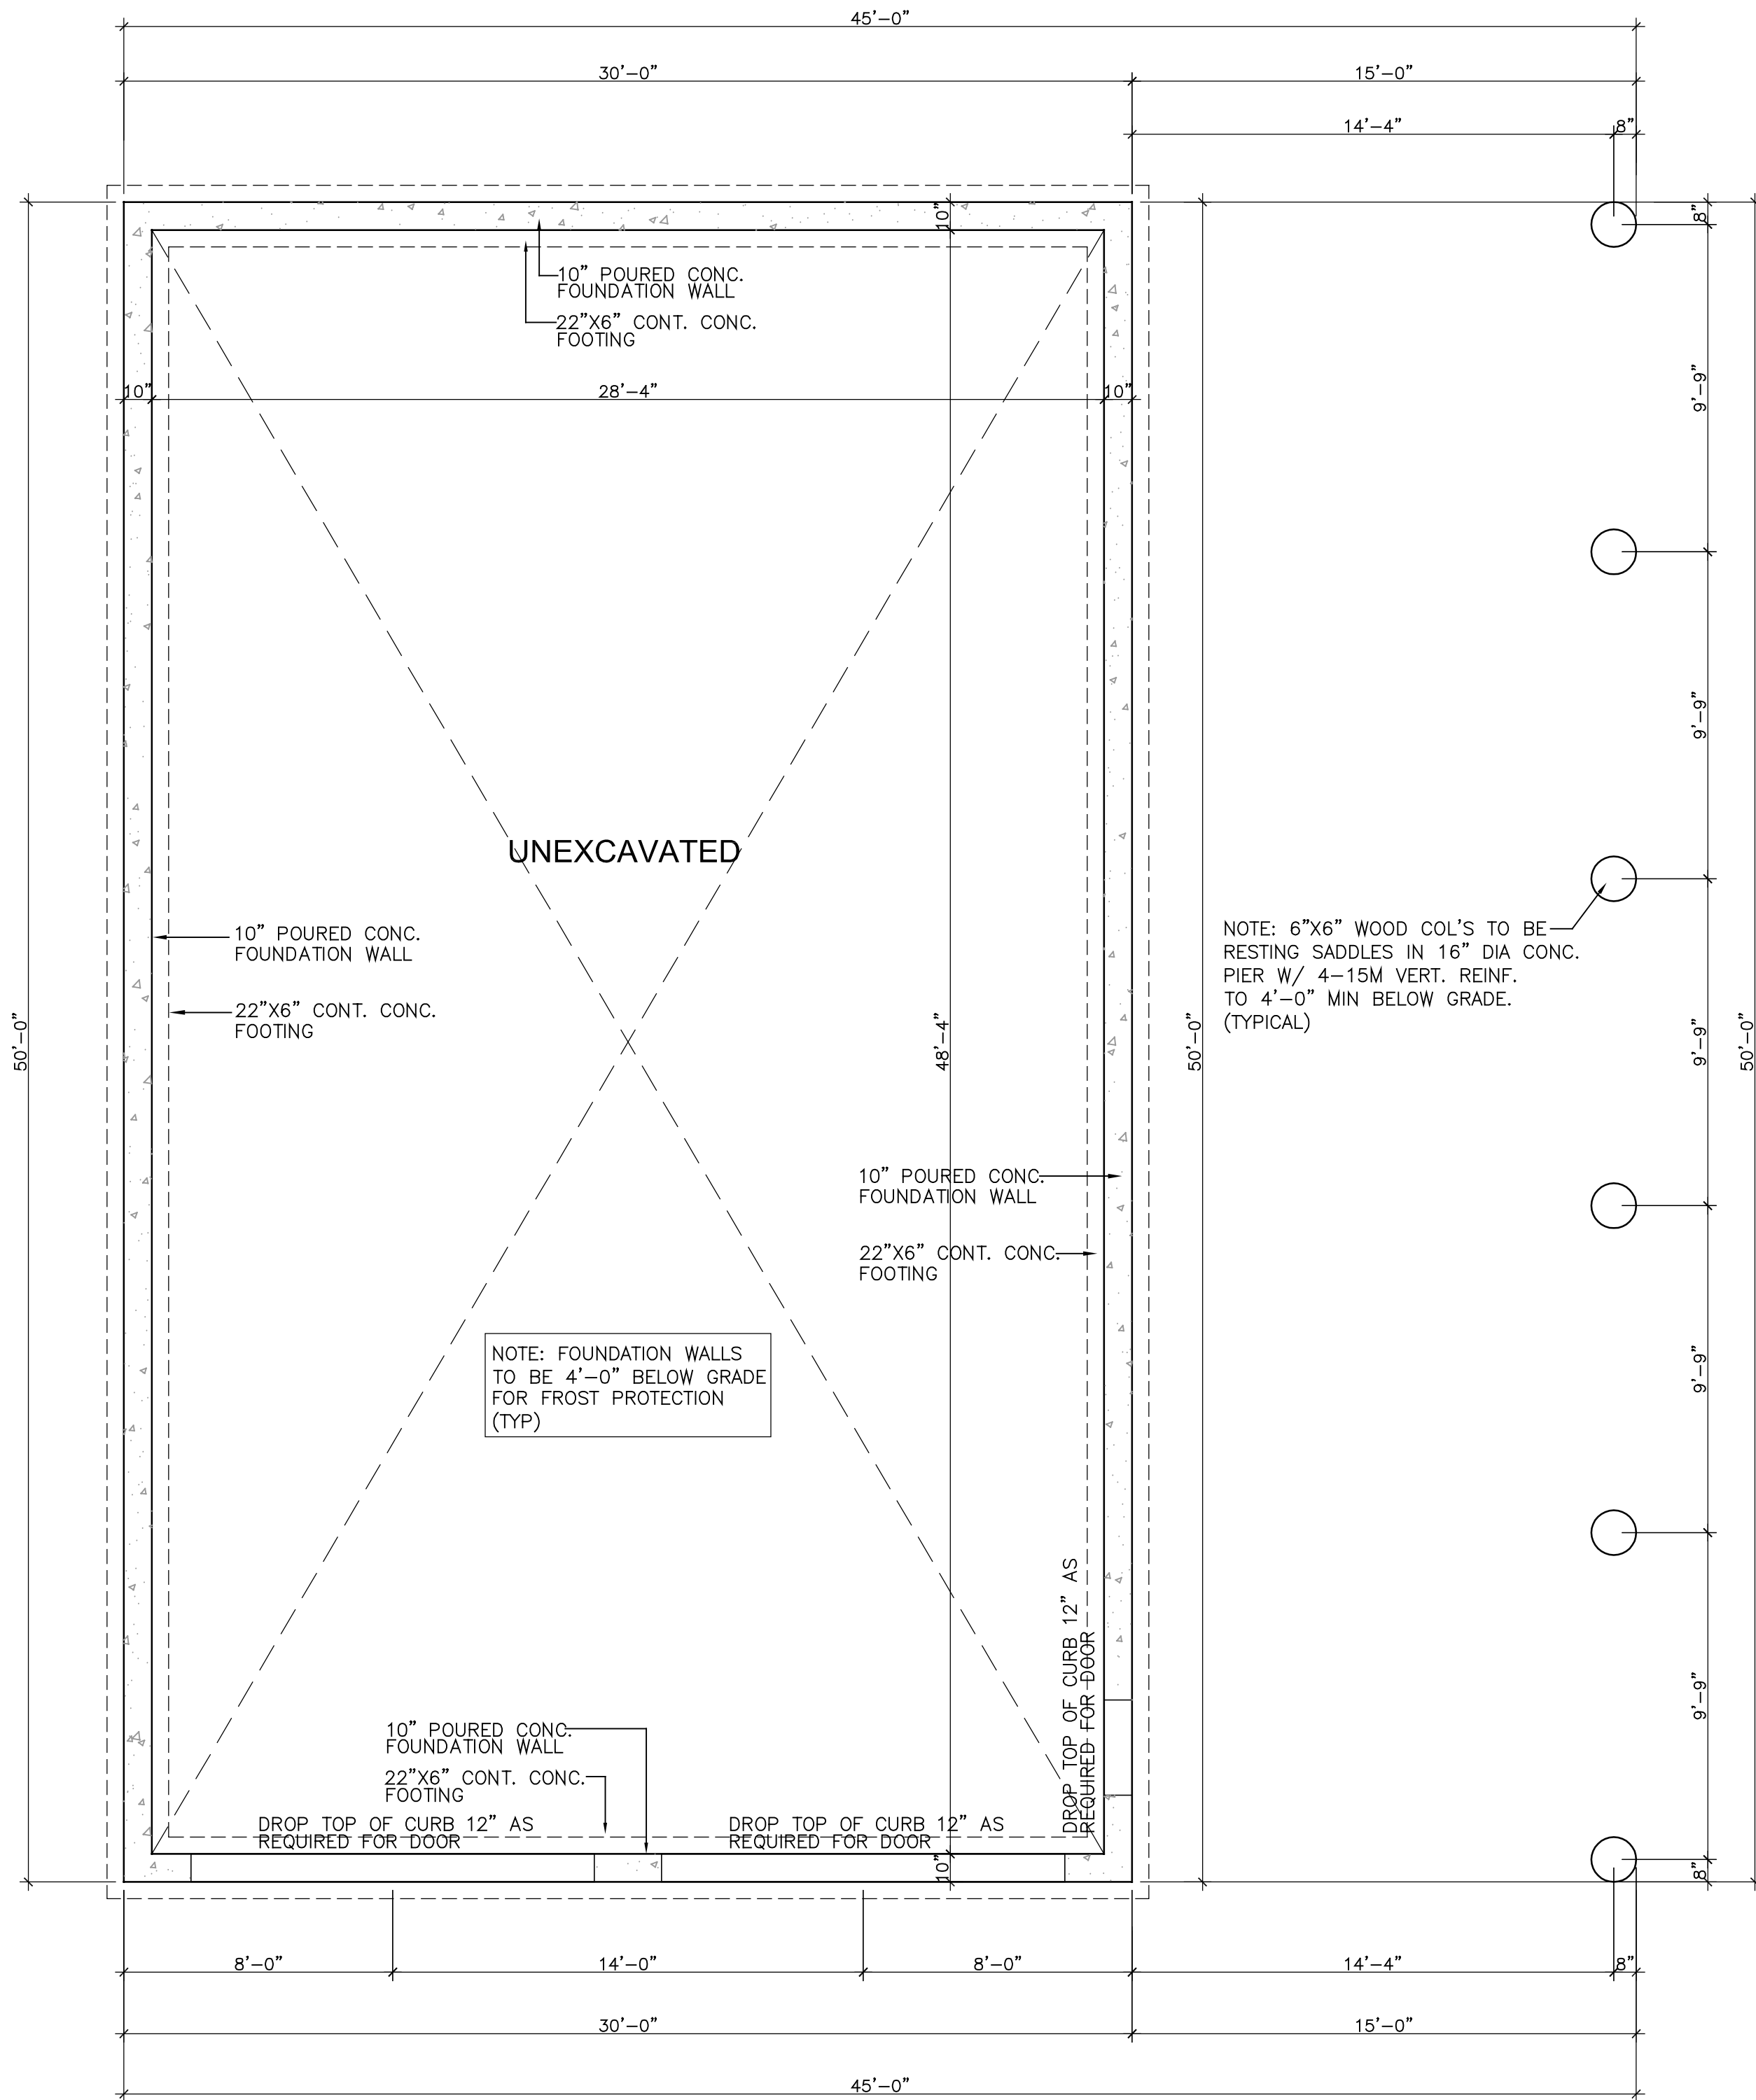 45'-0"
30'-0"
15'-0"
14'-4"
8"
10"
8"
10" POURED CONC.
FOUNDATION WALL
22"X6" CONT. CONC.
FOOTING
10"
28'-4"
10"
9'-9"
9'-9"
UNEXCAVATED
10" POURED CONC.
FOUNDATION WALL
22"X6" CONT. CONC.
FOOTING
NOTE: 6"X6" WOOD COL'S TO BE
RESTING SADDLES IN 16" DIA CONC.
PIER W/ 4-15M VERT. REINF.
TO 4'-0" MIN BELOW GRADE.
(TYPICAL)
50'-0"
48'-4"
50'-0"
9'-9"
50'-0"
10" POURED CONC.
FOUNDATION WALL
22"X6" CONT. CONC.
FOOTING
NOTE: FOUNDATION WALLS
TO BE 4'-0" BELOW GRADE
FOR FROST PROTECTION
(TYP)
9'-9"
DROP TOP OF CURB 12" AS
REQUIRED FOR DOOR
9'-9"
10" POURED CONC.
FOUNDATION WALL
22"X6" CONT. CONC.
FOOTING
DROP TOP OF CURB 12" AS
REQUIRED FOR DOOR
DROP TOP OF CURB 12" AS
REQUIRED FOR DOOR
10"
8"
8'-0"
14'-0"
8'-0"
14'-4"
8"
30'-0"
15'-0"
45'-0"